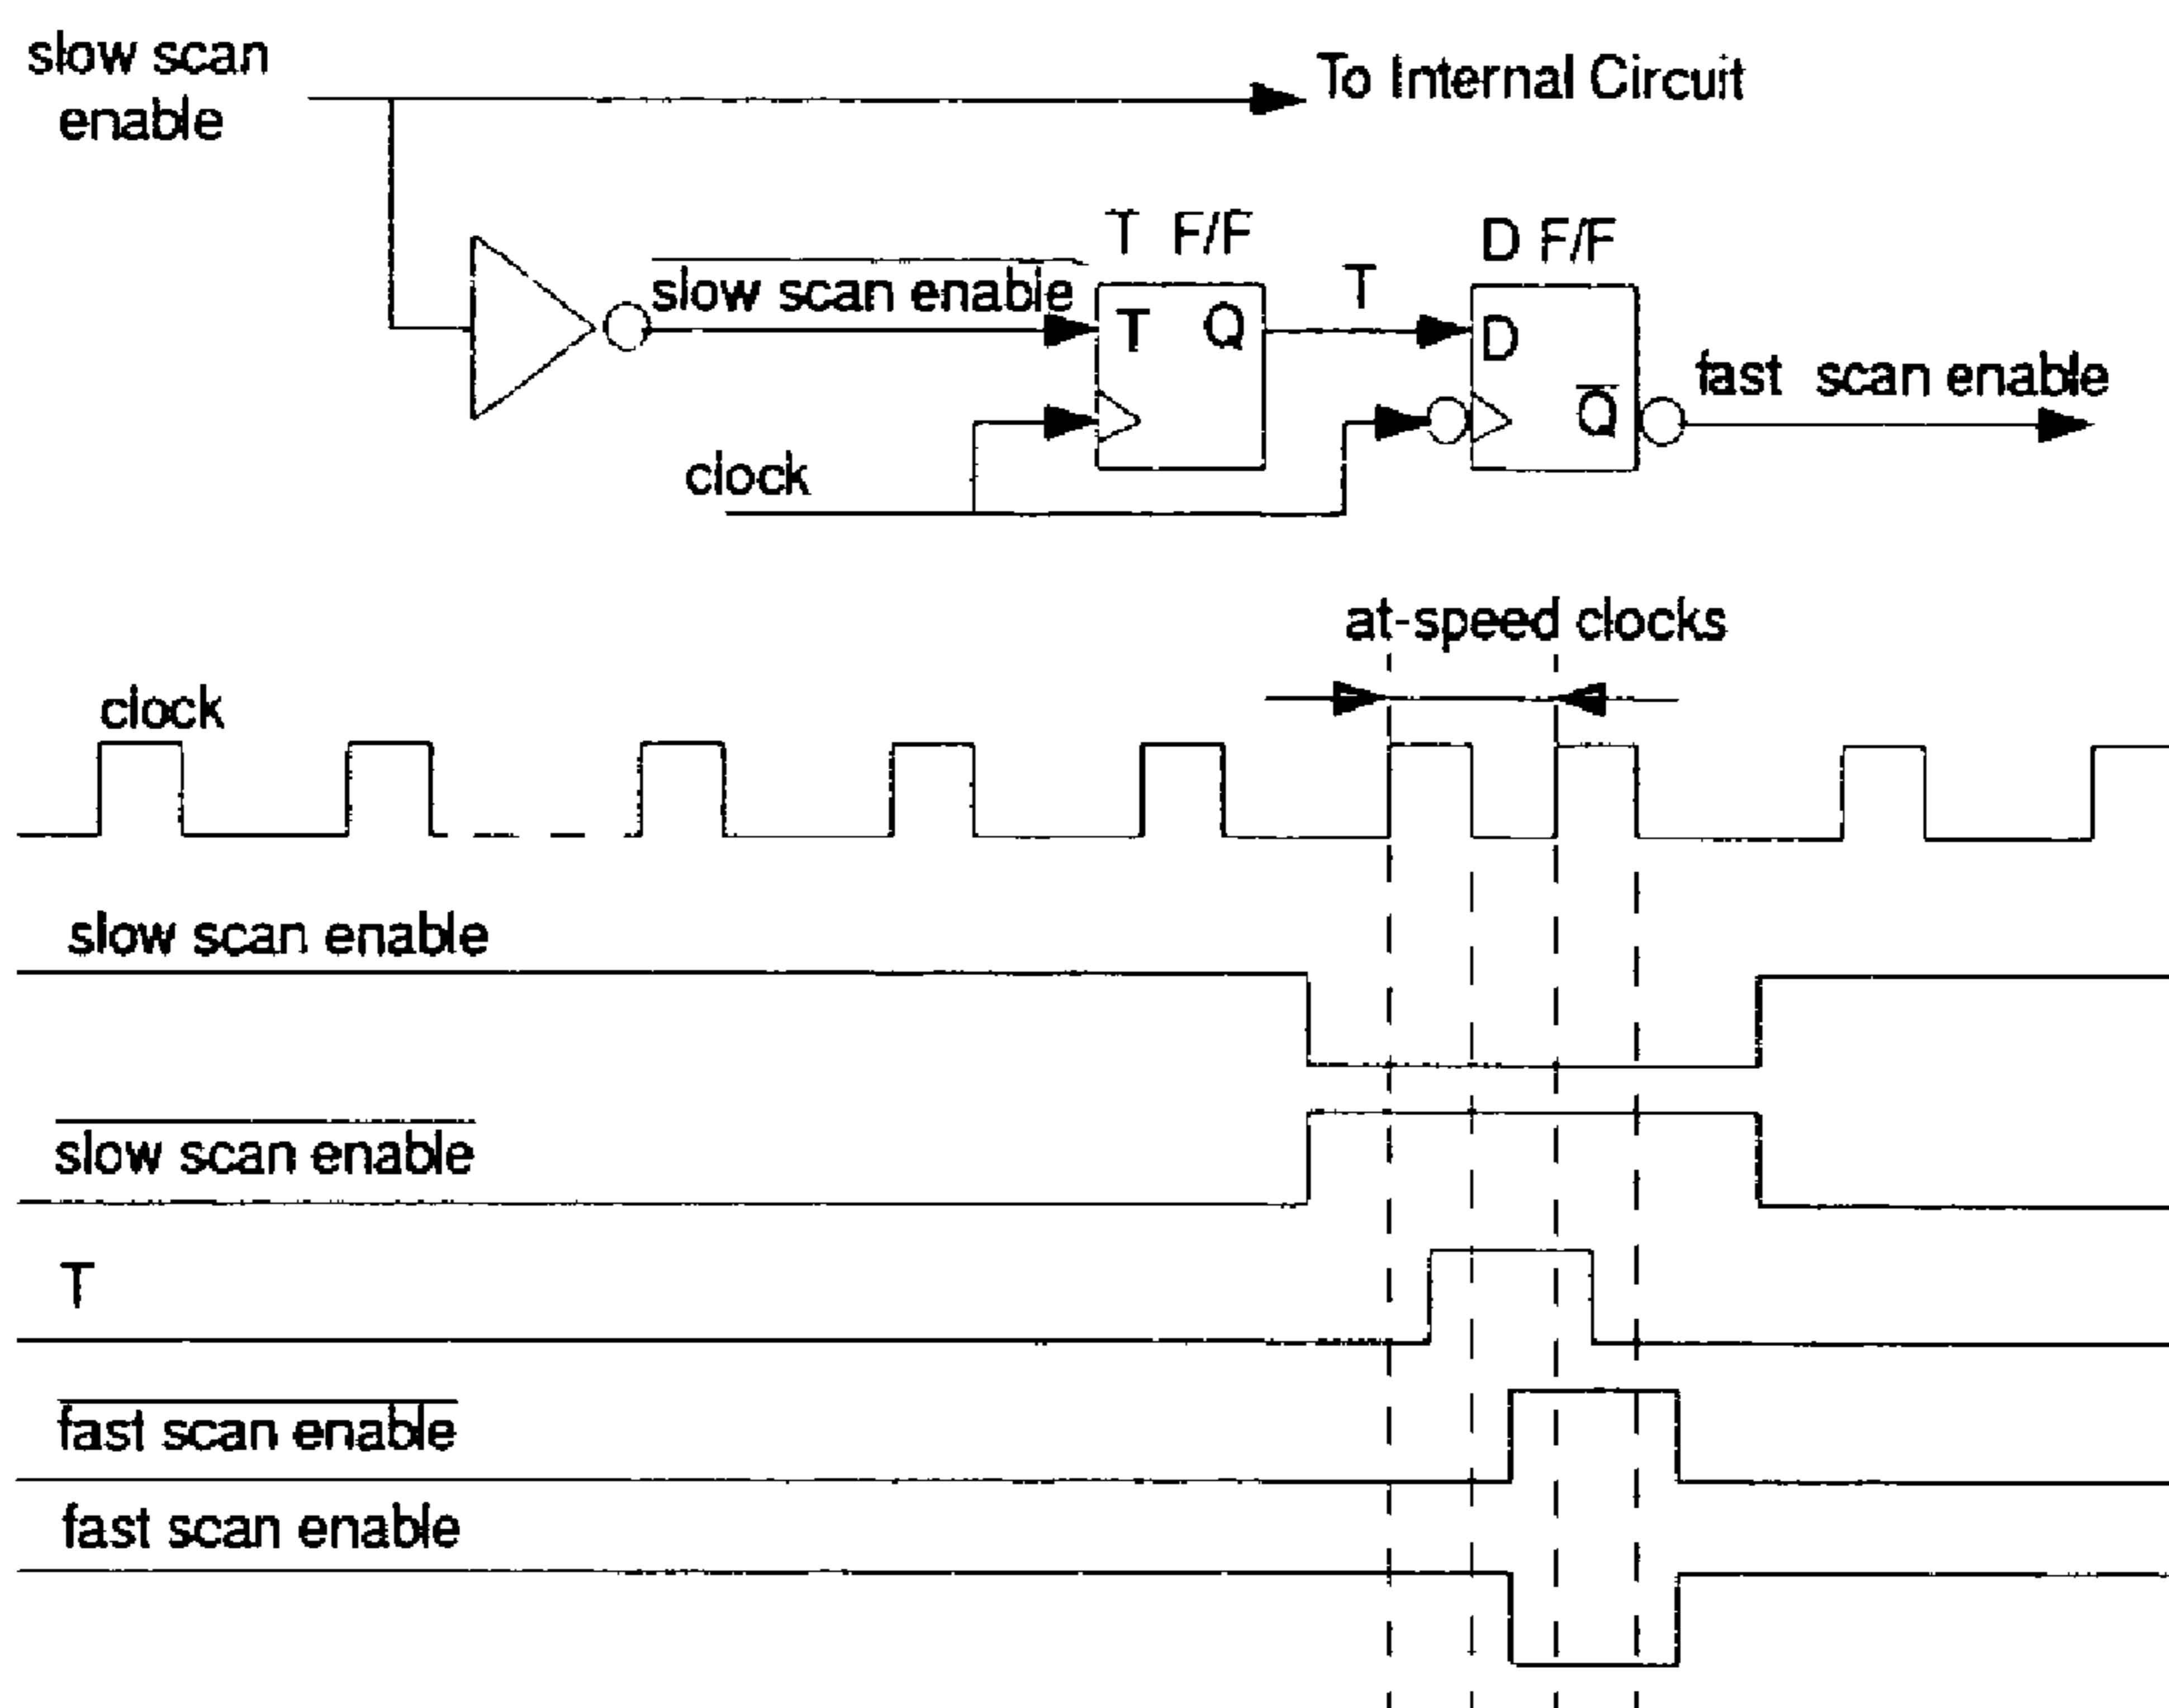 slow scan
enable
To Internal Circuit
T F/F
D F/F
slow scan enable
T
T Q
D
Q̅
fast scan enable
clock
at-speed clocks
clock
slow scan enable
slow scan enable
T
fast scan enable
fast scan enable